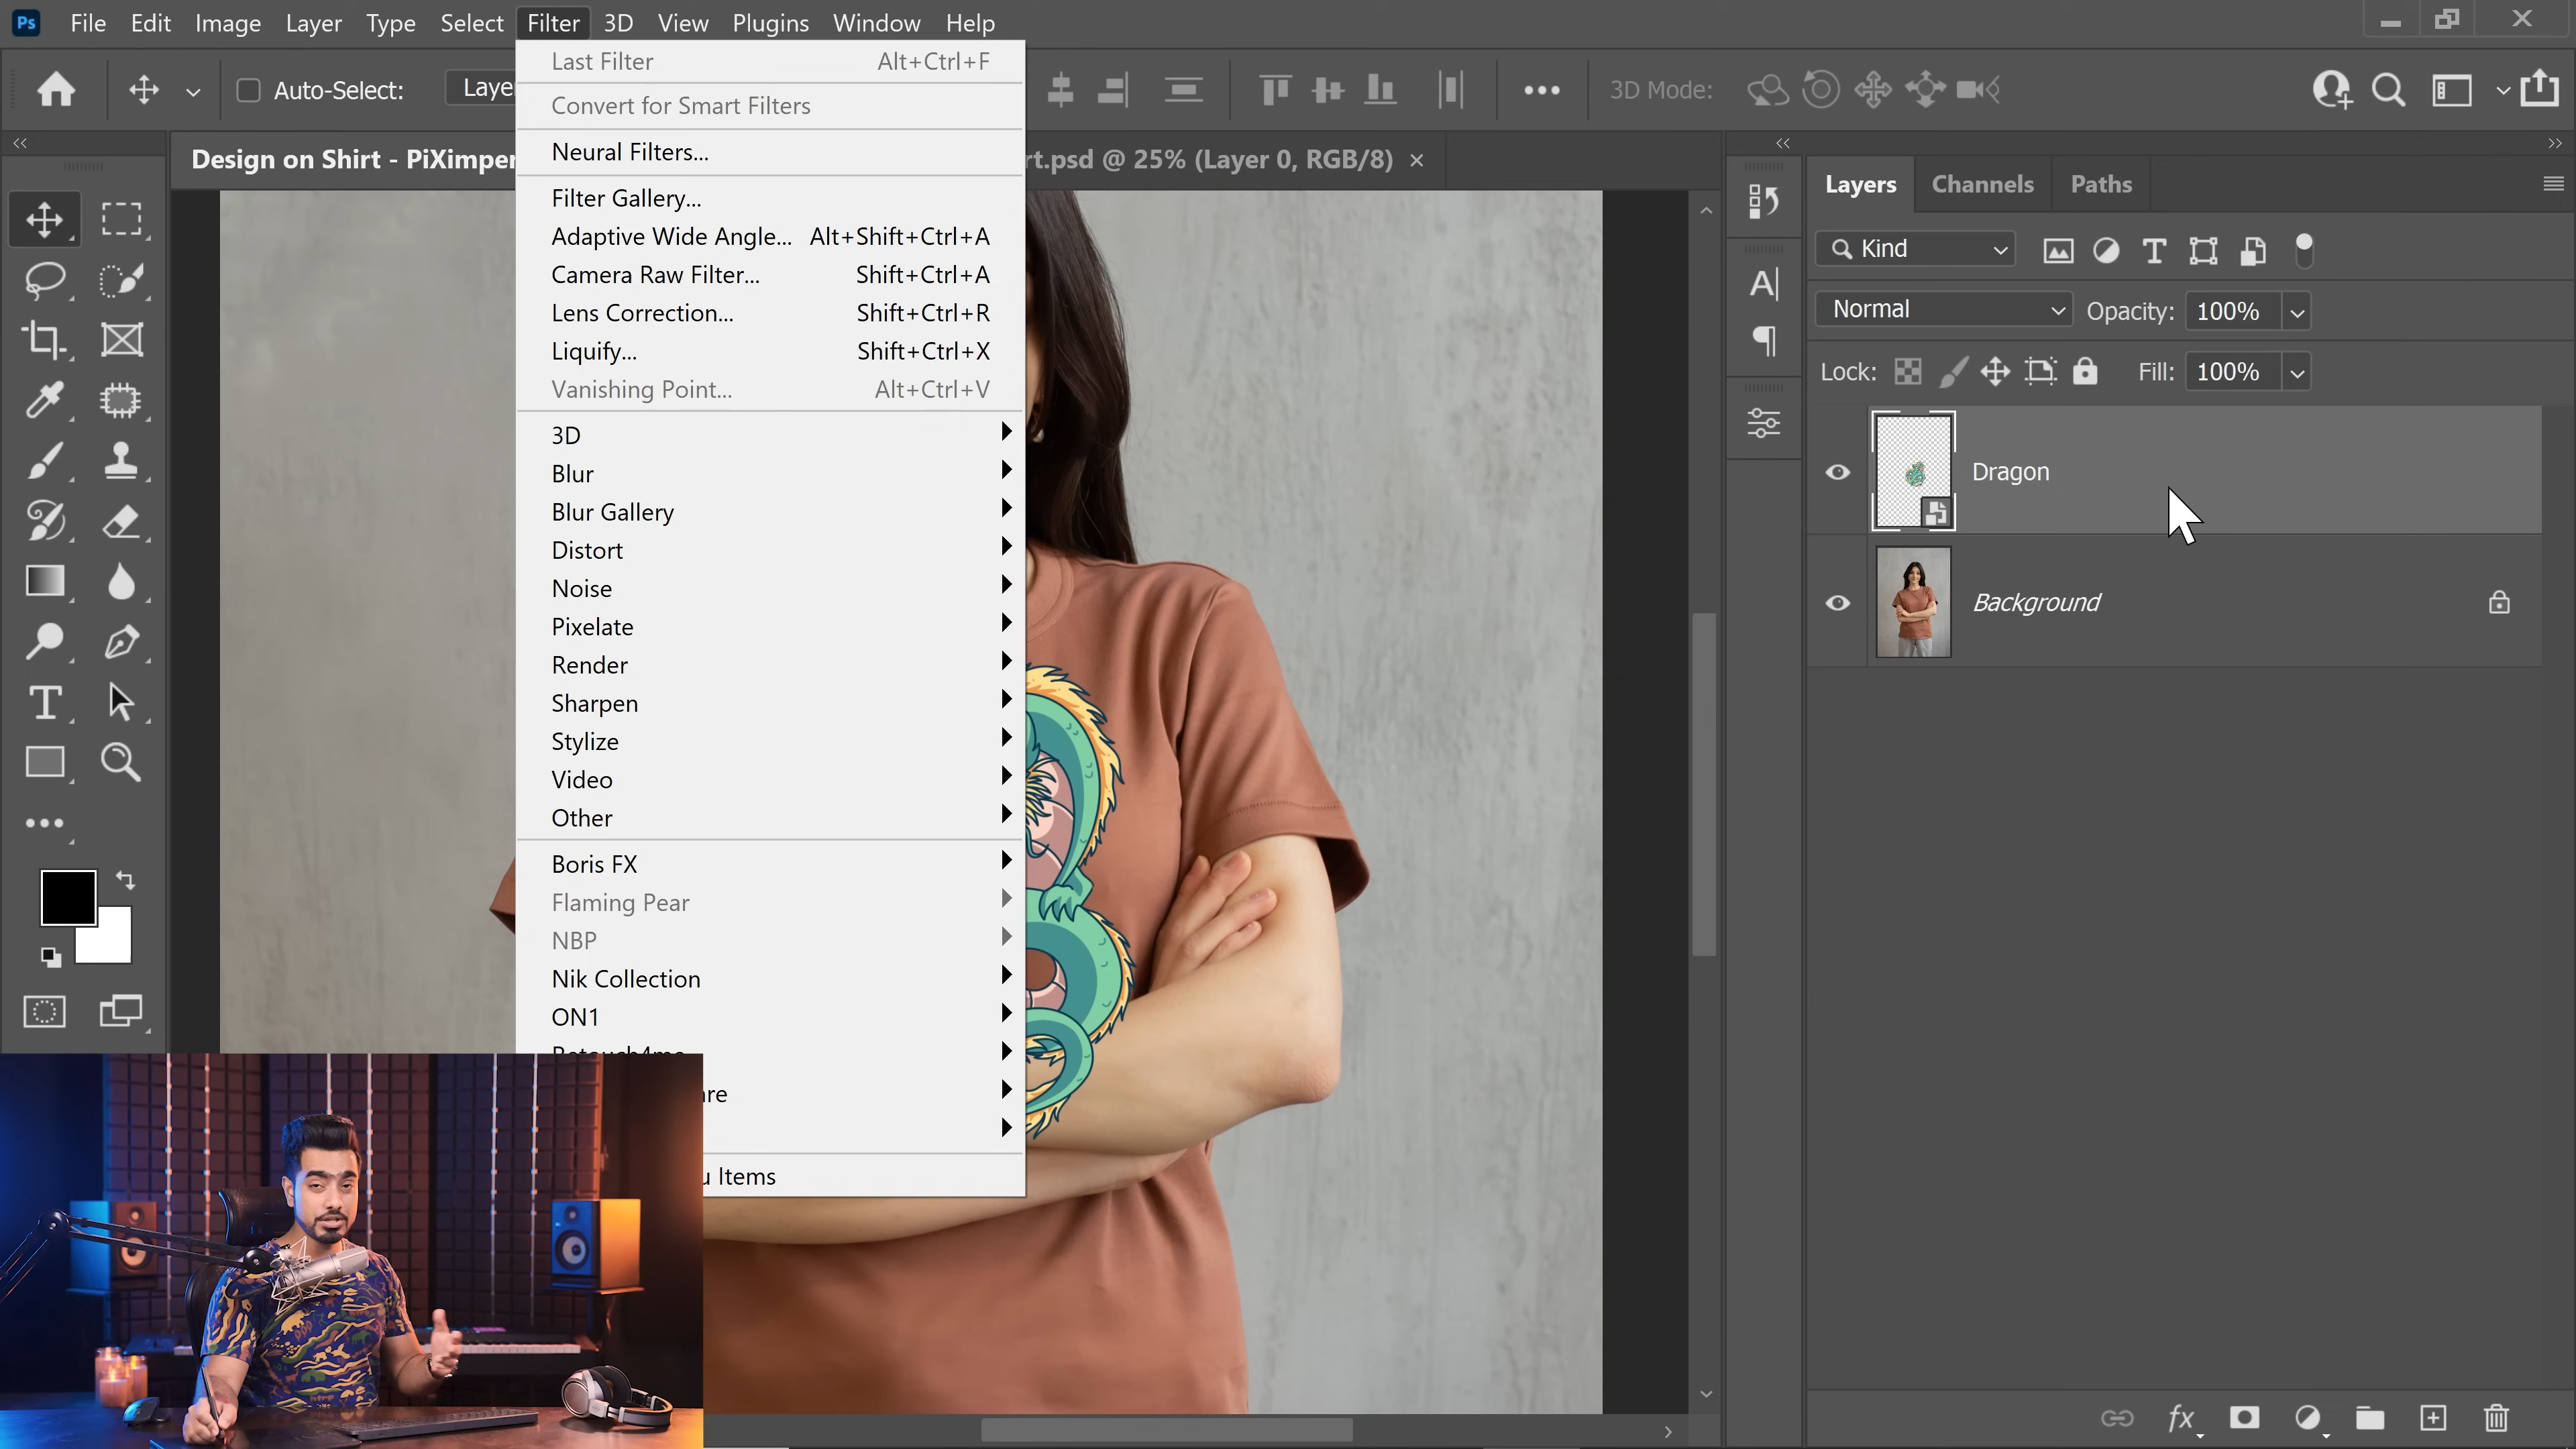 Ps File Edit Image Layer Type Select Filter 3D View Plugins Window Help
Auto-Select: Laye 3D Mode:
Design on Shirt - PiXimper rt.psd @ 25% (Layer 0, RGB/8) ×
Last Filter Alt+Ctrl+F
Convert for Smart Filters
Neural Filters...
Filter Gallery...
Adaptive Wide Angle... Alt+Shift+Ctrl+A
Camera Raw Filter... Shift+Ctrl+A
Lens Correction... Shift+Ctrl+R
Liquify... Shift+Ctrl+X
Vanishing Point... Alt+Ctrl+V
3D
Blur
Blur Gallery
Distort
Noise
Pixelate
Render
Sharpen
Stylize
Video
Other
Boris FX
Flaming Pear
NBP
Nik Collection
ON1
Retouch4me
are
u Items
Layers Channels Paths
Kind
Normal Opacity: 100%
Lock: Fill: 100%
Dragon
Background
fx